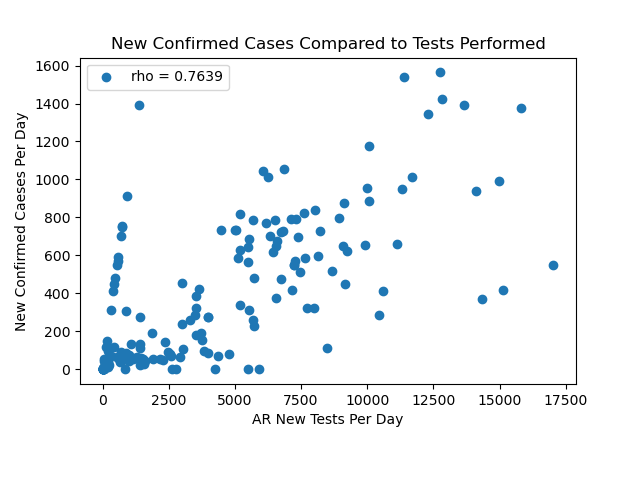 New Confirmed Cases Compared to Tests Performed
rho = 0.7639
New Confirmed Caeses Per Day
1600
1400
1200
1000
800
600
400
200
0
0 2500 5000 7500 10000 12500 15000 17500
AR New Tests Per Day